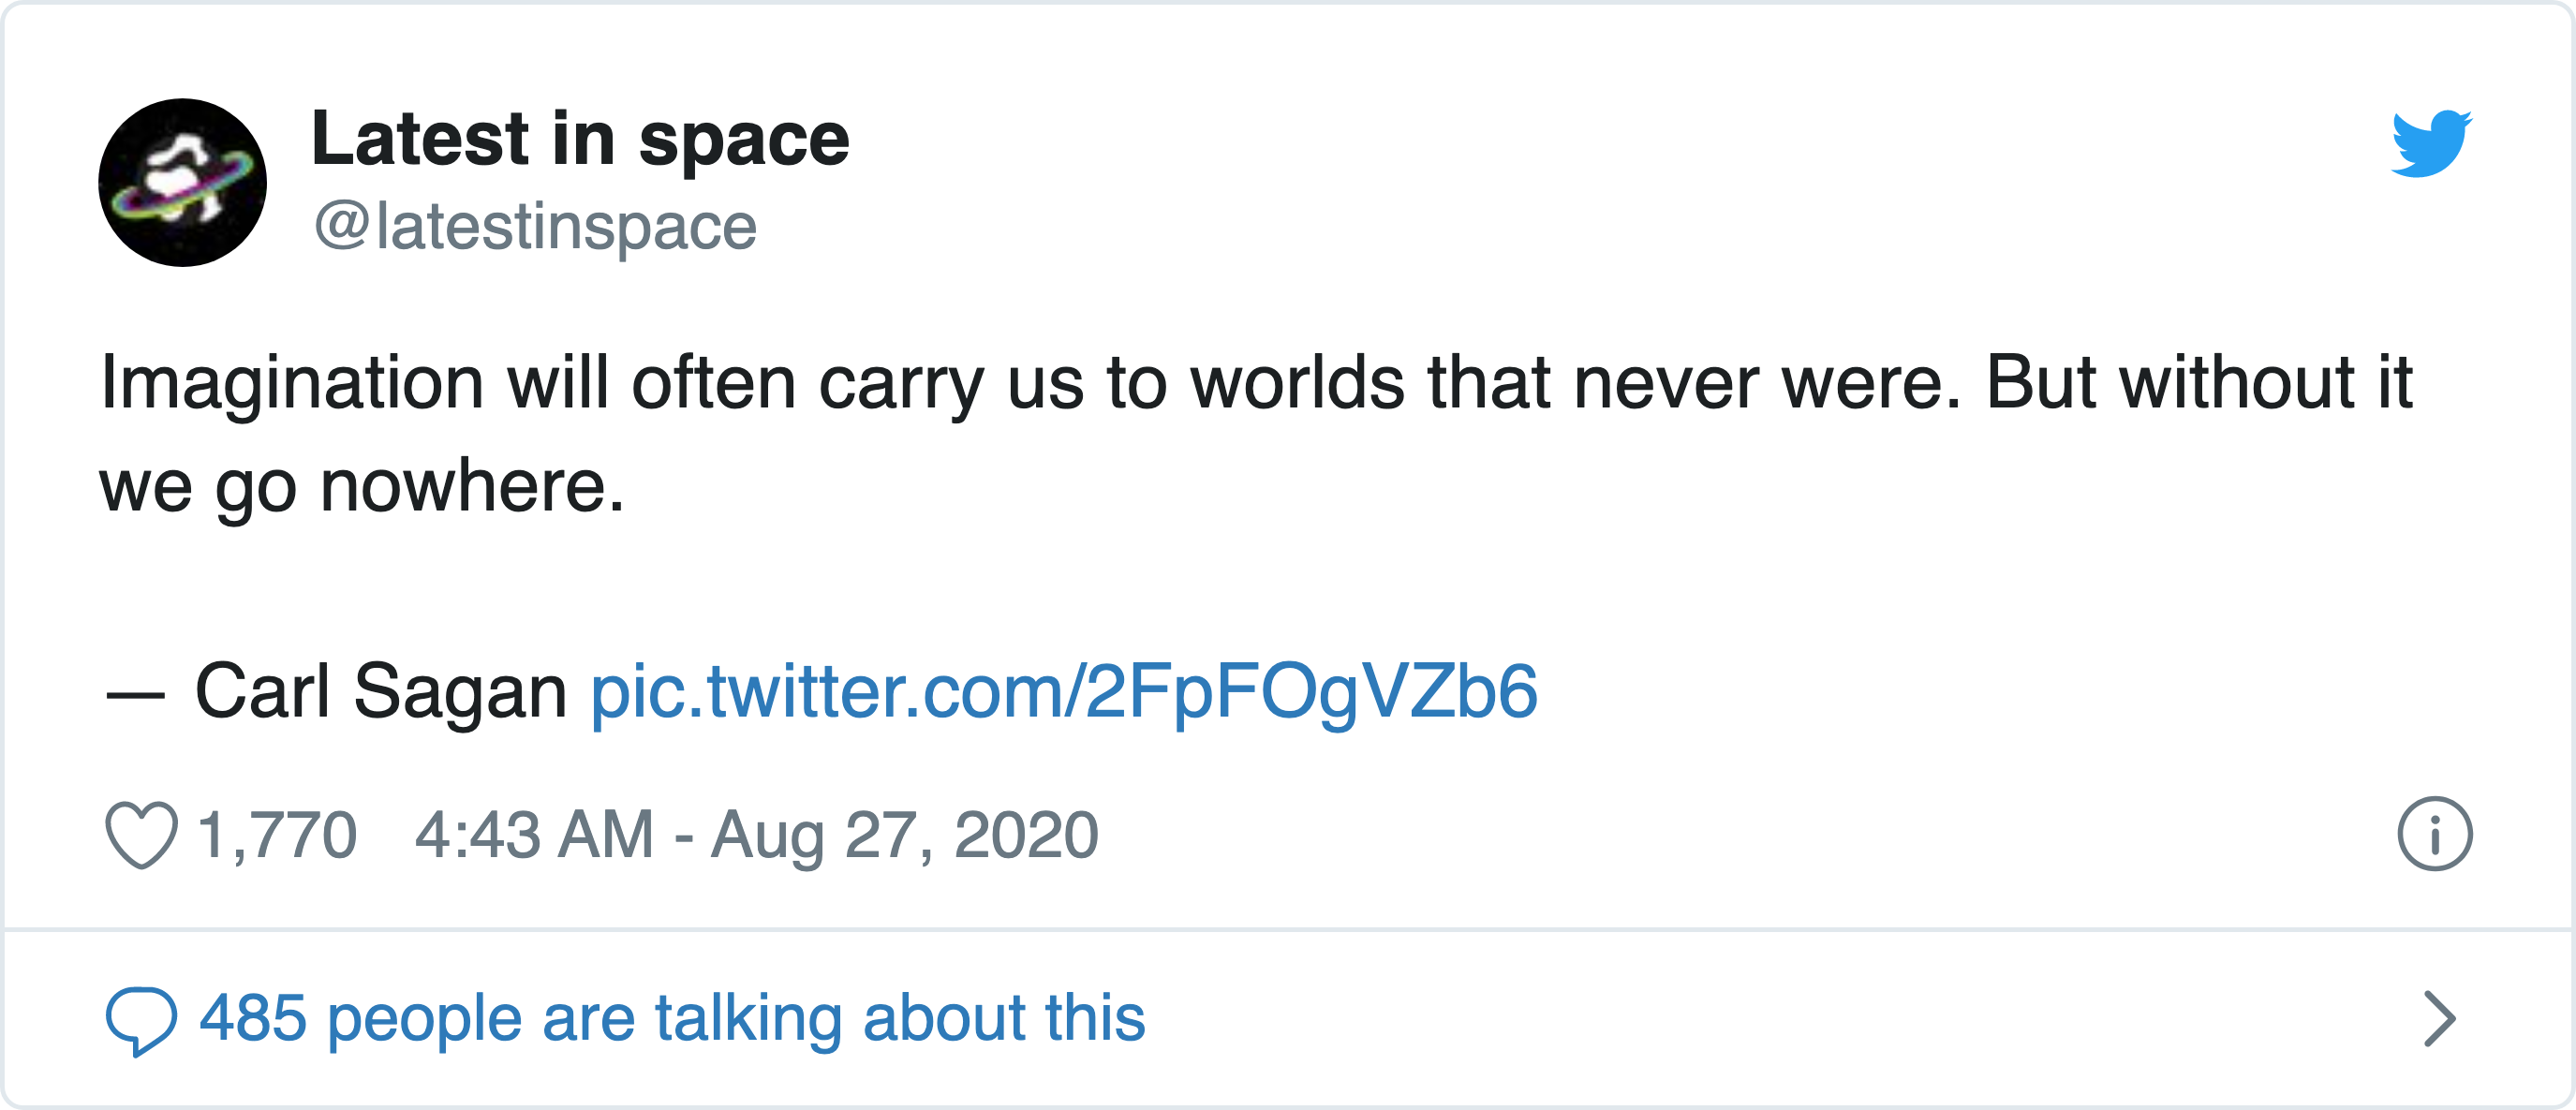 Latest in space
@latestinspace
Imagination will often carry us to worlds that never were. But without it
we go nowhere.
— Carl Sagan pic.twitter.com/2FpFOgVZb6
1,770 4:43 AM - Aug 27, 2020
485 people are talking about this